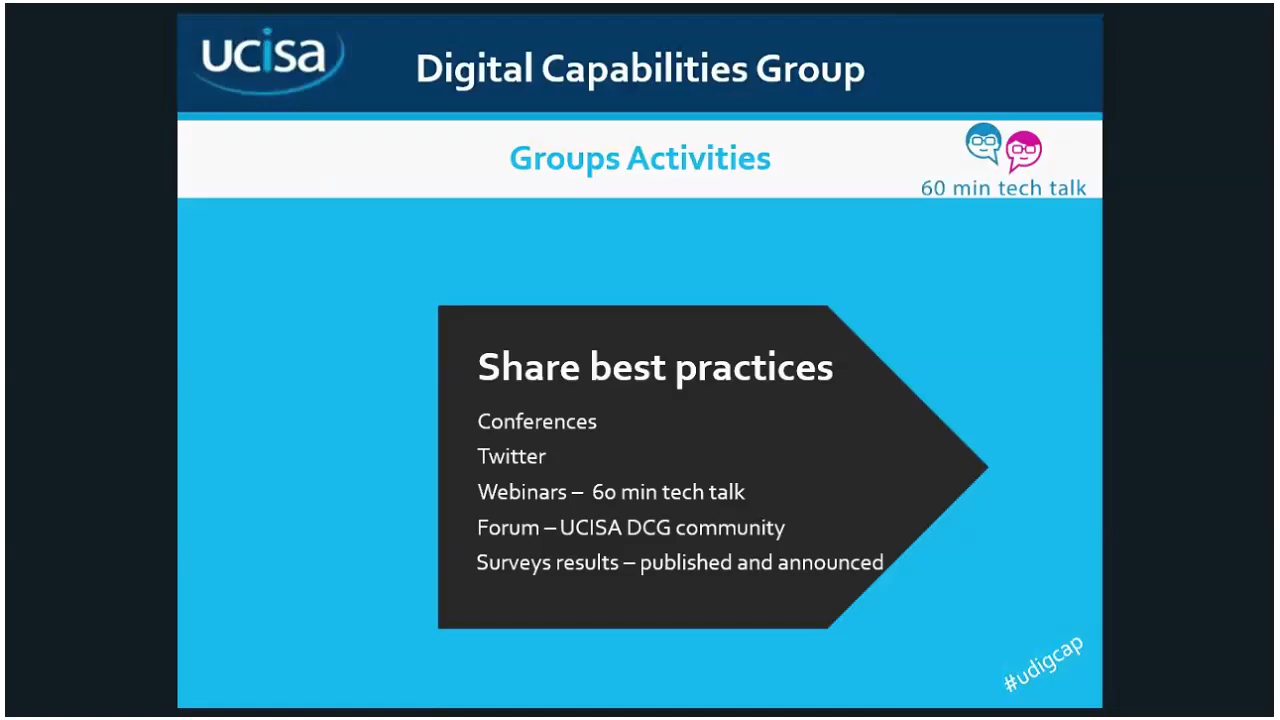 ucisa
Digital Capabilities Group
Groups Activities
60 min tech talk
Share best practices
Conferences
Twitter
Webinars – 60 min tech talk
Forum – UCISA DCG community
Surveys results – published and announced
#udigcap